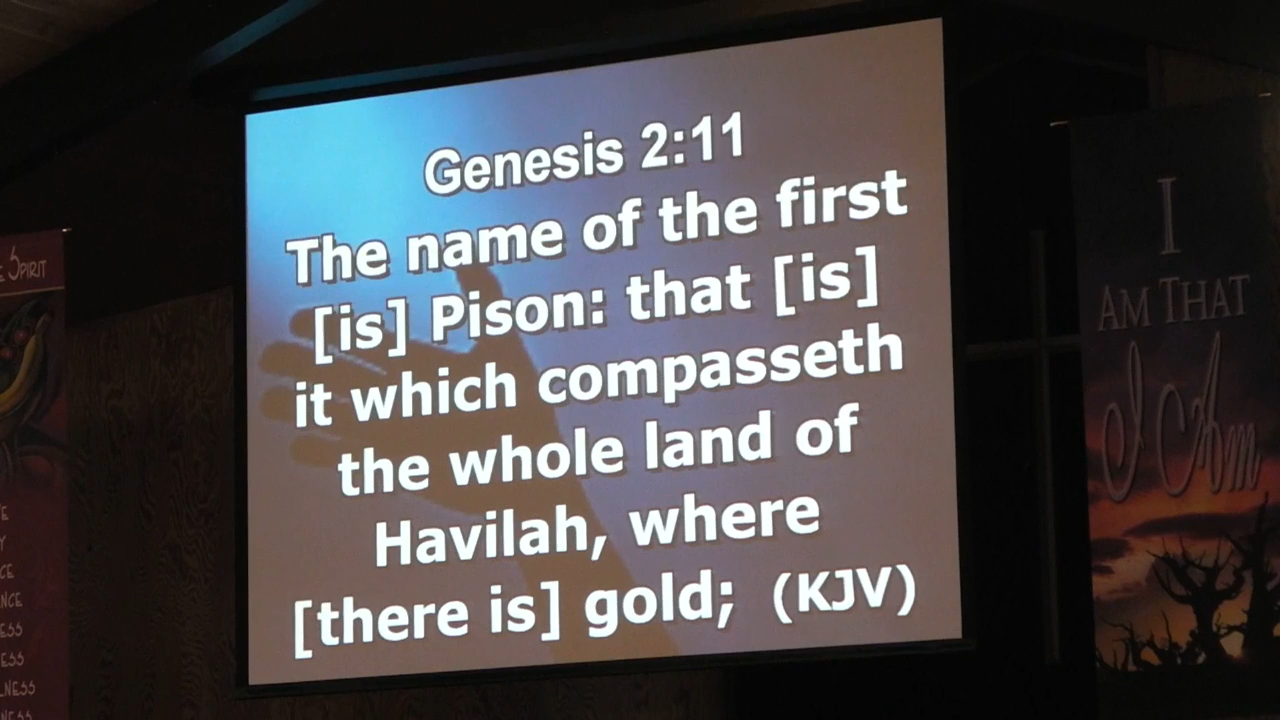 Genesis 2:11
The name of the first
[is] Pison: that [is]
it which compasseth
the whole land of
Havilah, where
[there is] gold; (KJV)
SPIRIT
I
AM THAT
I Am